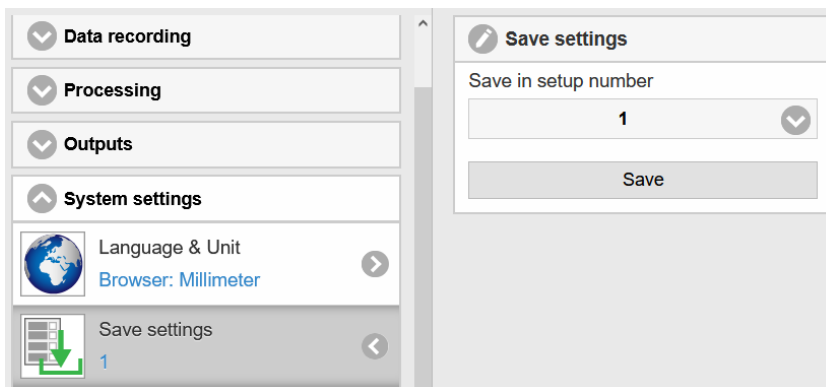 Data recording
Processing
Outputs
System settings
Language & Unit
Browser: Millimeter
Save settings
1
Save settings
Save in setup number
1
Save